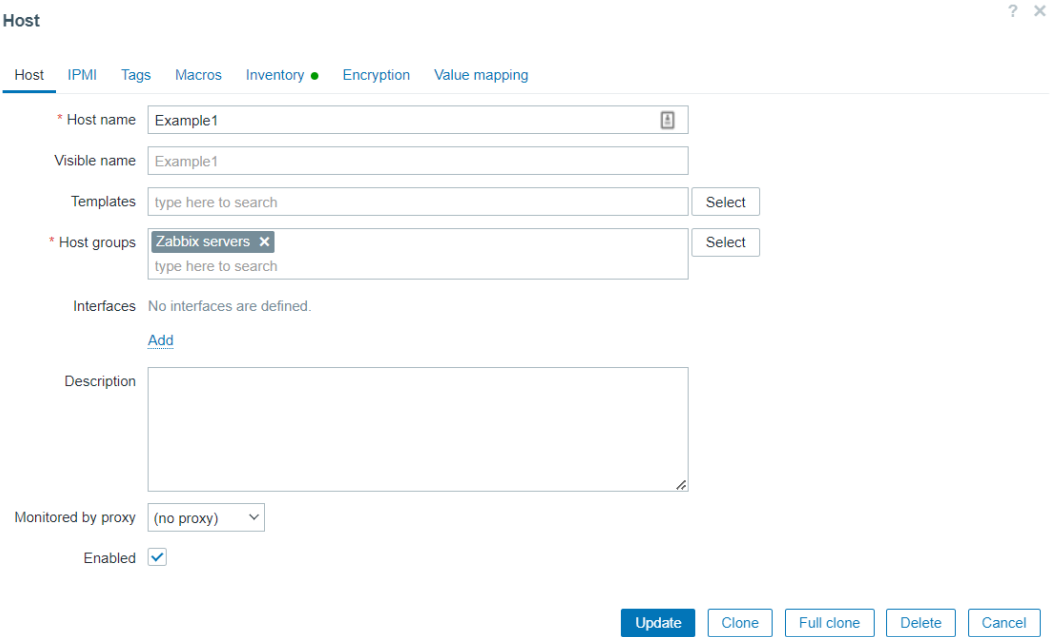 Host
? ×
Host IPMI Tags Macros Inventory Encryption Value mapping
* Host name Example1
Visible name Example1
Templates type here to search Select
* Host groups Zabbix servers × Select
type here to search
Interfaces No interfaces are defined.
Add
Description
Monitored by proxy (no proxy)
Enabled
Update Clone Full clone Delete Cancel